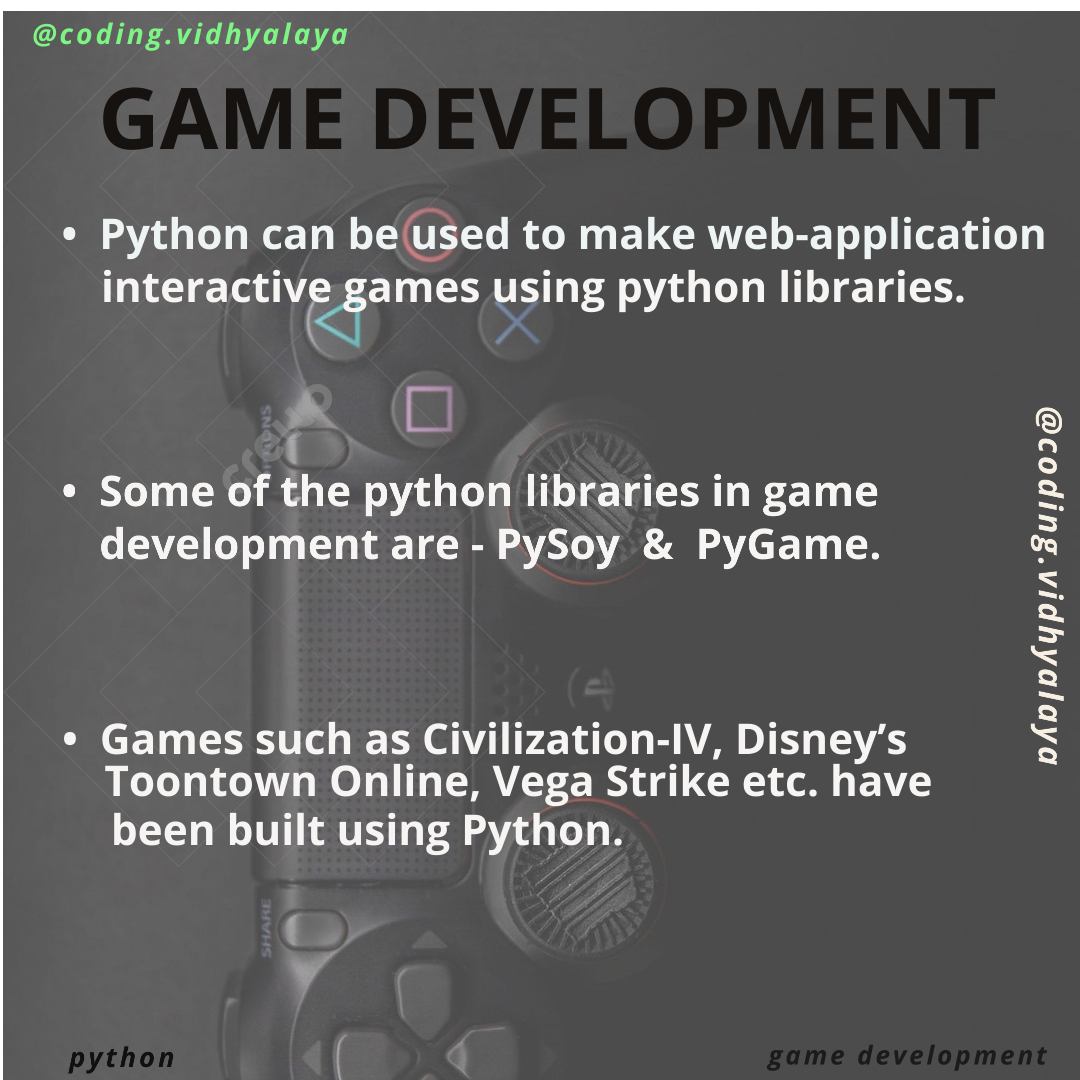 @coding.vidhyalaya
GAME DEVELOPMENT
• Python can be used to make web-application
interactive games using python libraries.
• Some of the python libraries in game
development are - PySoy & PyGame.
@coding.vidhyalaya
• Games such as Civilization-IV, Disney’s
Toontown Online, Vega Strike etc. have
been built using Python.
SHARE
python
game development